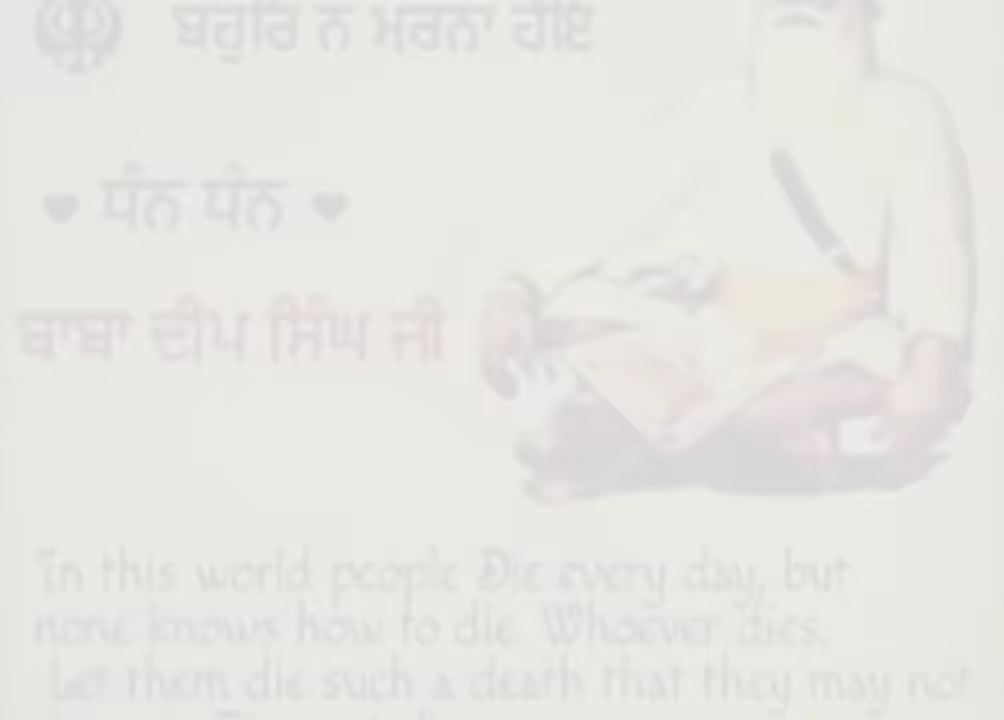 ਬਹੁਰਿ ਨ ਮਰਨਾ ਹੋਇ
ਧੰਨ ਧੰਨ
ਬਾਬਾ ਦੀਪ ਸਿੰਘ ਜੀ
In this world people Die every day, but
none knows how to die. Whoever dies,
Let them die such a death that they may not